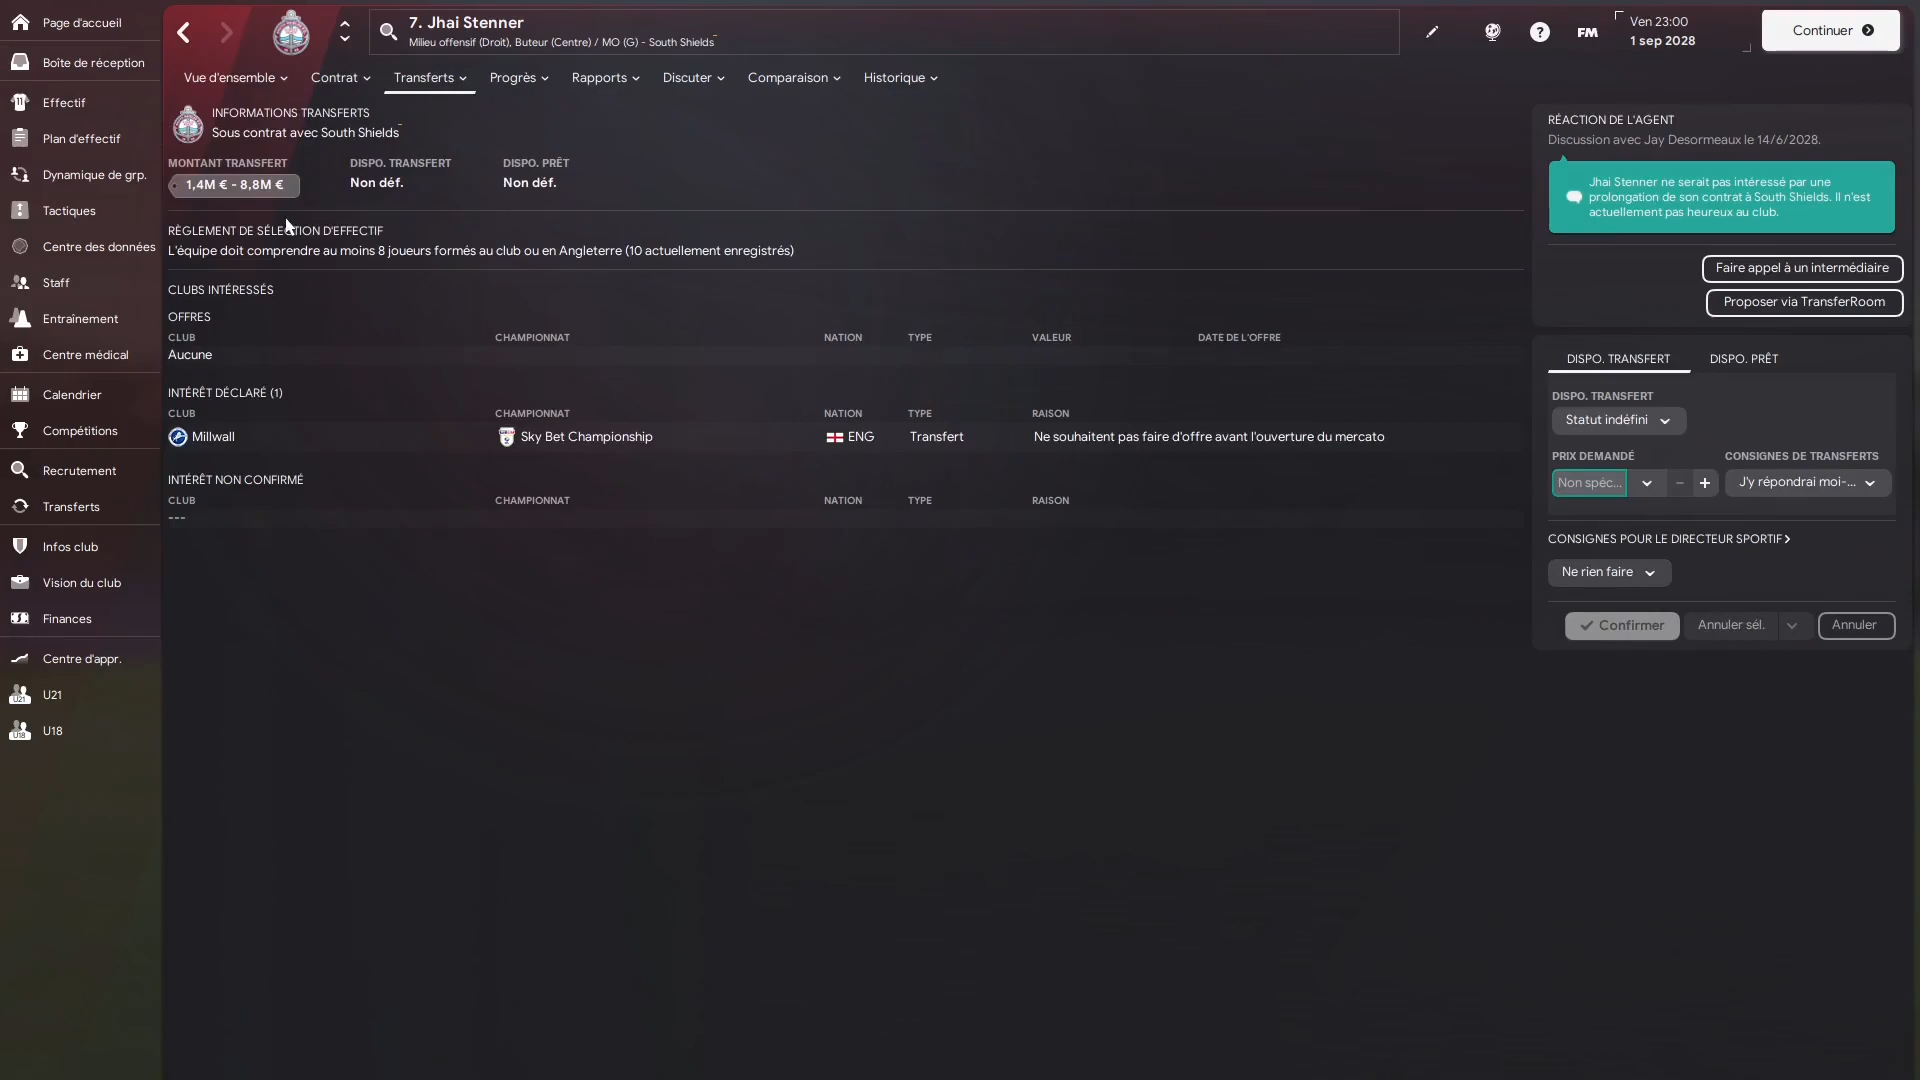 Page d'accueil
Boîte de réception
Effectif
Plan d'effectif
Dynamique de grp.
Tactiques
Centre des données
Staff
Entraînement
Centre médical
Calendrier
Compétitions
Recrutement
Transferts
Infos club
Vision du club
Finances
Centre d'appr.
U21
U18
7. Jhai Stenner
Milieu offensif (Droit), Buteur (Centre) / MO (G) - South Shields
FM
Ven 23:00
1 sep 2028
Continuer
Vue d'ensemble
Contrat
Transferts
Progrès
Rapports
Discuter
Comparaison
Historique
INFORMATIONS TRANSFERTS
Sous contrat avec South Shields
MONTANT TRANSFERT DISPO. TRANSFERT DISPO. PRÊT
1,4M € - 8,8M € Non déf. Non déf.
RÈGLEMENT DE SÉLECTION D'EFFECTIF
L'équipe doit comprendre au moins 8 joueurs formés au club ou en Angleterre (10 actuellement enregistrés)
CLUBS INTÉRESSÉS
OFFRES
CLUB CHAMPIONNAT NATION TYPE VALEUR DATE DE L'OFFRE
Aucune
INTÉRÊT DÉCLARÉ (1)
CLUB CHAMPIONNAT NATION TYPE RAISON
Millwall Sky Bet Championship ENG Transfert Ne souhaitent pas faire d'offre avant l'ouverture du mercato
INTÉRÊT NON CONFIRMÉ
CLUB CHAMPIONNAT NATION TYPE RAISON
---
RÉACTION DE L'AGENT
Discussion avec Jay Desormeaux le 14/6/2028.
Jhai Stenner ne serait pas intéressé par une
prolongation de son contrat à South Shields. Il n'est
actuellement pas heureux au club.
Faire appel à un intermédiaire
Proposer via TransferRoom
DISPO. TRANSFERT DISPO. PRÊT
DISPO. TRANSFERT
Statut indéfini
PRIX DEMANDÉ CONSIGNES DE TRANSFERTS
Non spéc... J'y répondrai moi-...
CONSIGNES POUR LE DIRECTEUR SPORTIF
Ne rien faire
Confirmer Annuler sél. Annuler